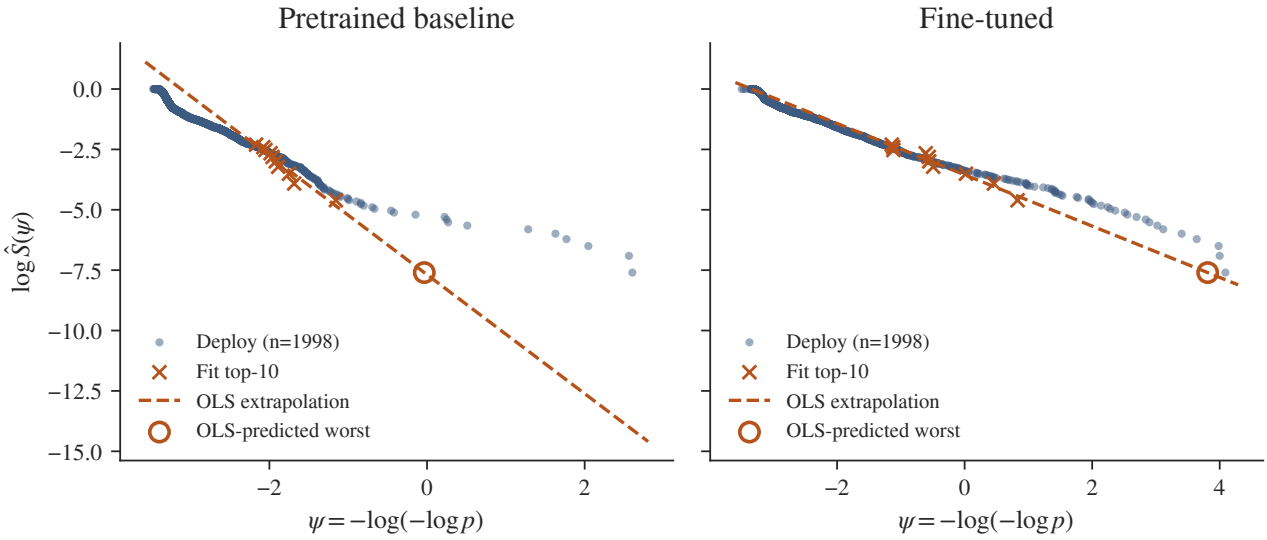 Pretrained baseline
Fine-tuned
log Ŝ(ψ)
0.0
−2.5
−5.0
−7.5
−10.0
−12.5
−15.0
Deploy (n=1998)
Fit top-10
OLS extrapolation
OLS-predicted worst
−2
0
2
ψ = −log(−log p)
Deploy (n=1998)
Fit top-10
OLS extrapolation
OLS-predicted worst
−2
0
2
4
ψ = −log(−log p)